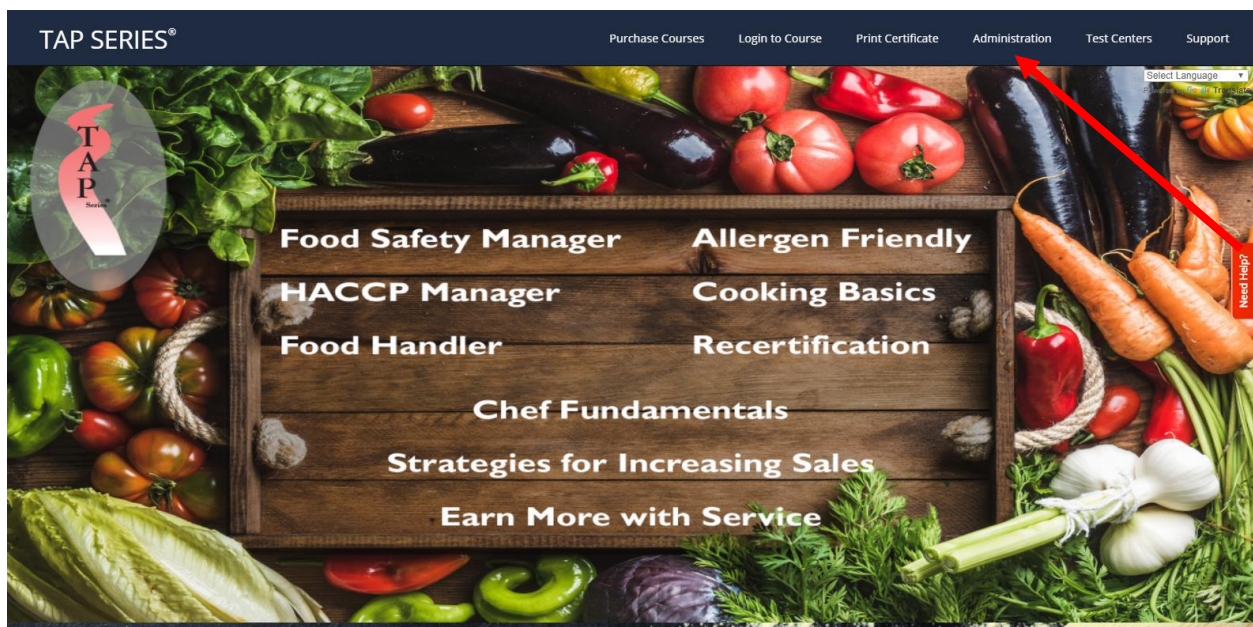 TAP SERIES®
Purchase Courses Login to Course Print Certificate Administration Test Centers Support
Select Language
Translate
T
A
P
Series®
Food Safety Manager Allergen Friendly
HACCP Manager Cooking Basics
Need Help?
Food Handler Recertification
Chef Fundamentals
Strategies for Increasing Sales
Earn More with Service